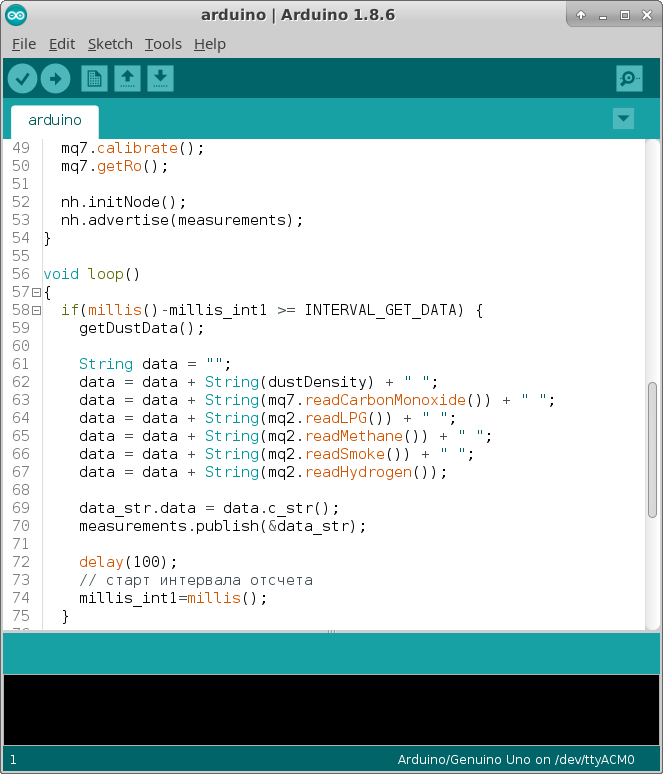 arduino | Arduino 1.8.6
File Edit Sketch Tools Help
arduino
49 mq7.calibrate();
50 mq7.getRo();
51
52 nh.initNode();
53 nh.advertise(measurements);
54 }
55
56 void loop()
57 {
58 if(millis()-millis_int1 >= INTERVAL_GET_DATA) {
59 getDustData();
60
61 String data = "";
62 data = data + String(dustDensity) + " ";
63 data = data + String(mq7.readCarbonMonoxide()) + " ";
64 data = data + String(mq2.readLPG()) + " ";
65 data = data + String(mq2.readMethane()) + " ";
66 data = data + String(mq2.readSmoke()) + " ";
67 data = data + String(mq2.readHydrogen());
68
69 data_str.data = data.c_str();
70 measurements.publish(&data_str);
71
72 delay(100);
73 // старт интервала отсчета
74 millis_int1=millis();
75 }
1 Arduino/Genuino Uno on /dev/ttyACM0